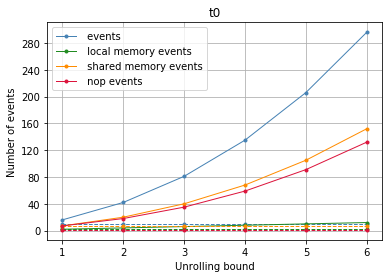 t0
events
local memory events
shared memory events
nop events
Number of events
280
240
200
160
120
80
40
0
1 2 3 4 5 6
Unrolling bound